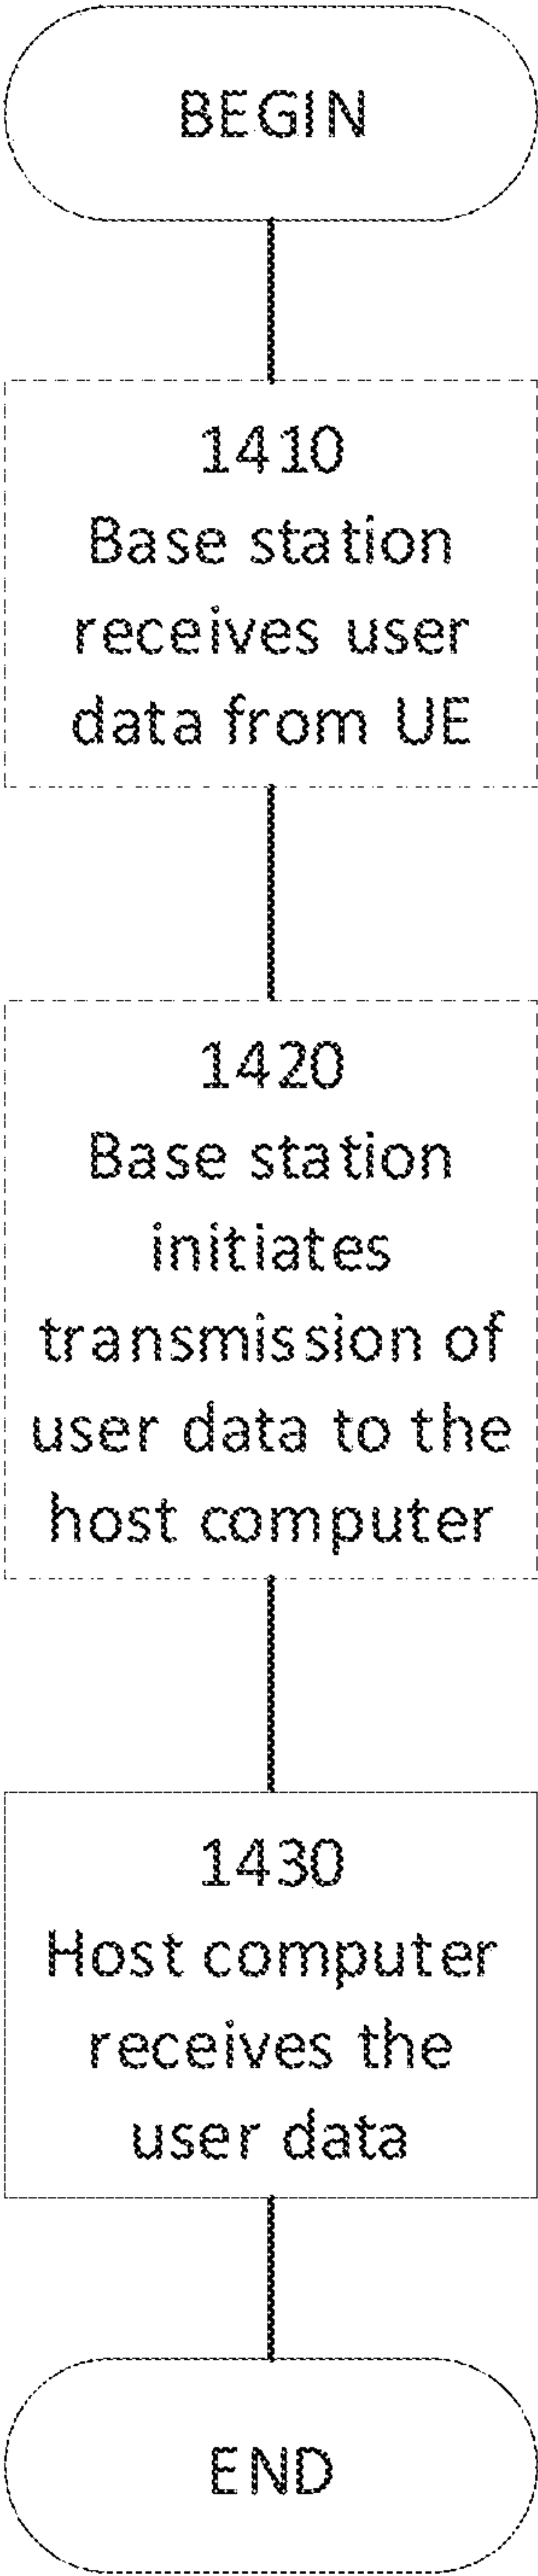 BEGIN
1410
Base station
receives user
data from UE
1420
Base station
initiates
transmission of
user data to the
host computer
1430
Host computer
receives the
user data
END